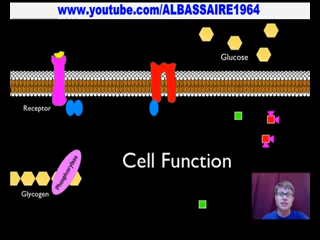 www.youtube.com/ALBASSAIRE1964
Glucose
Receptor
Cell Function
Phosphorylase
Glycogen